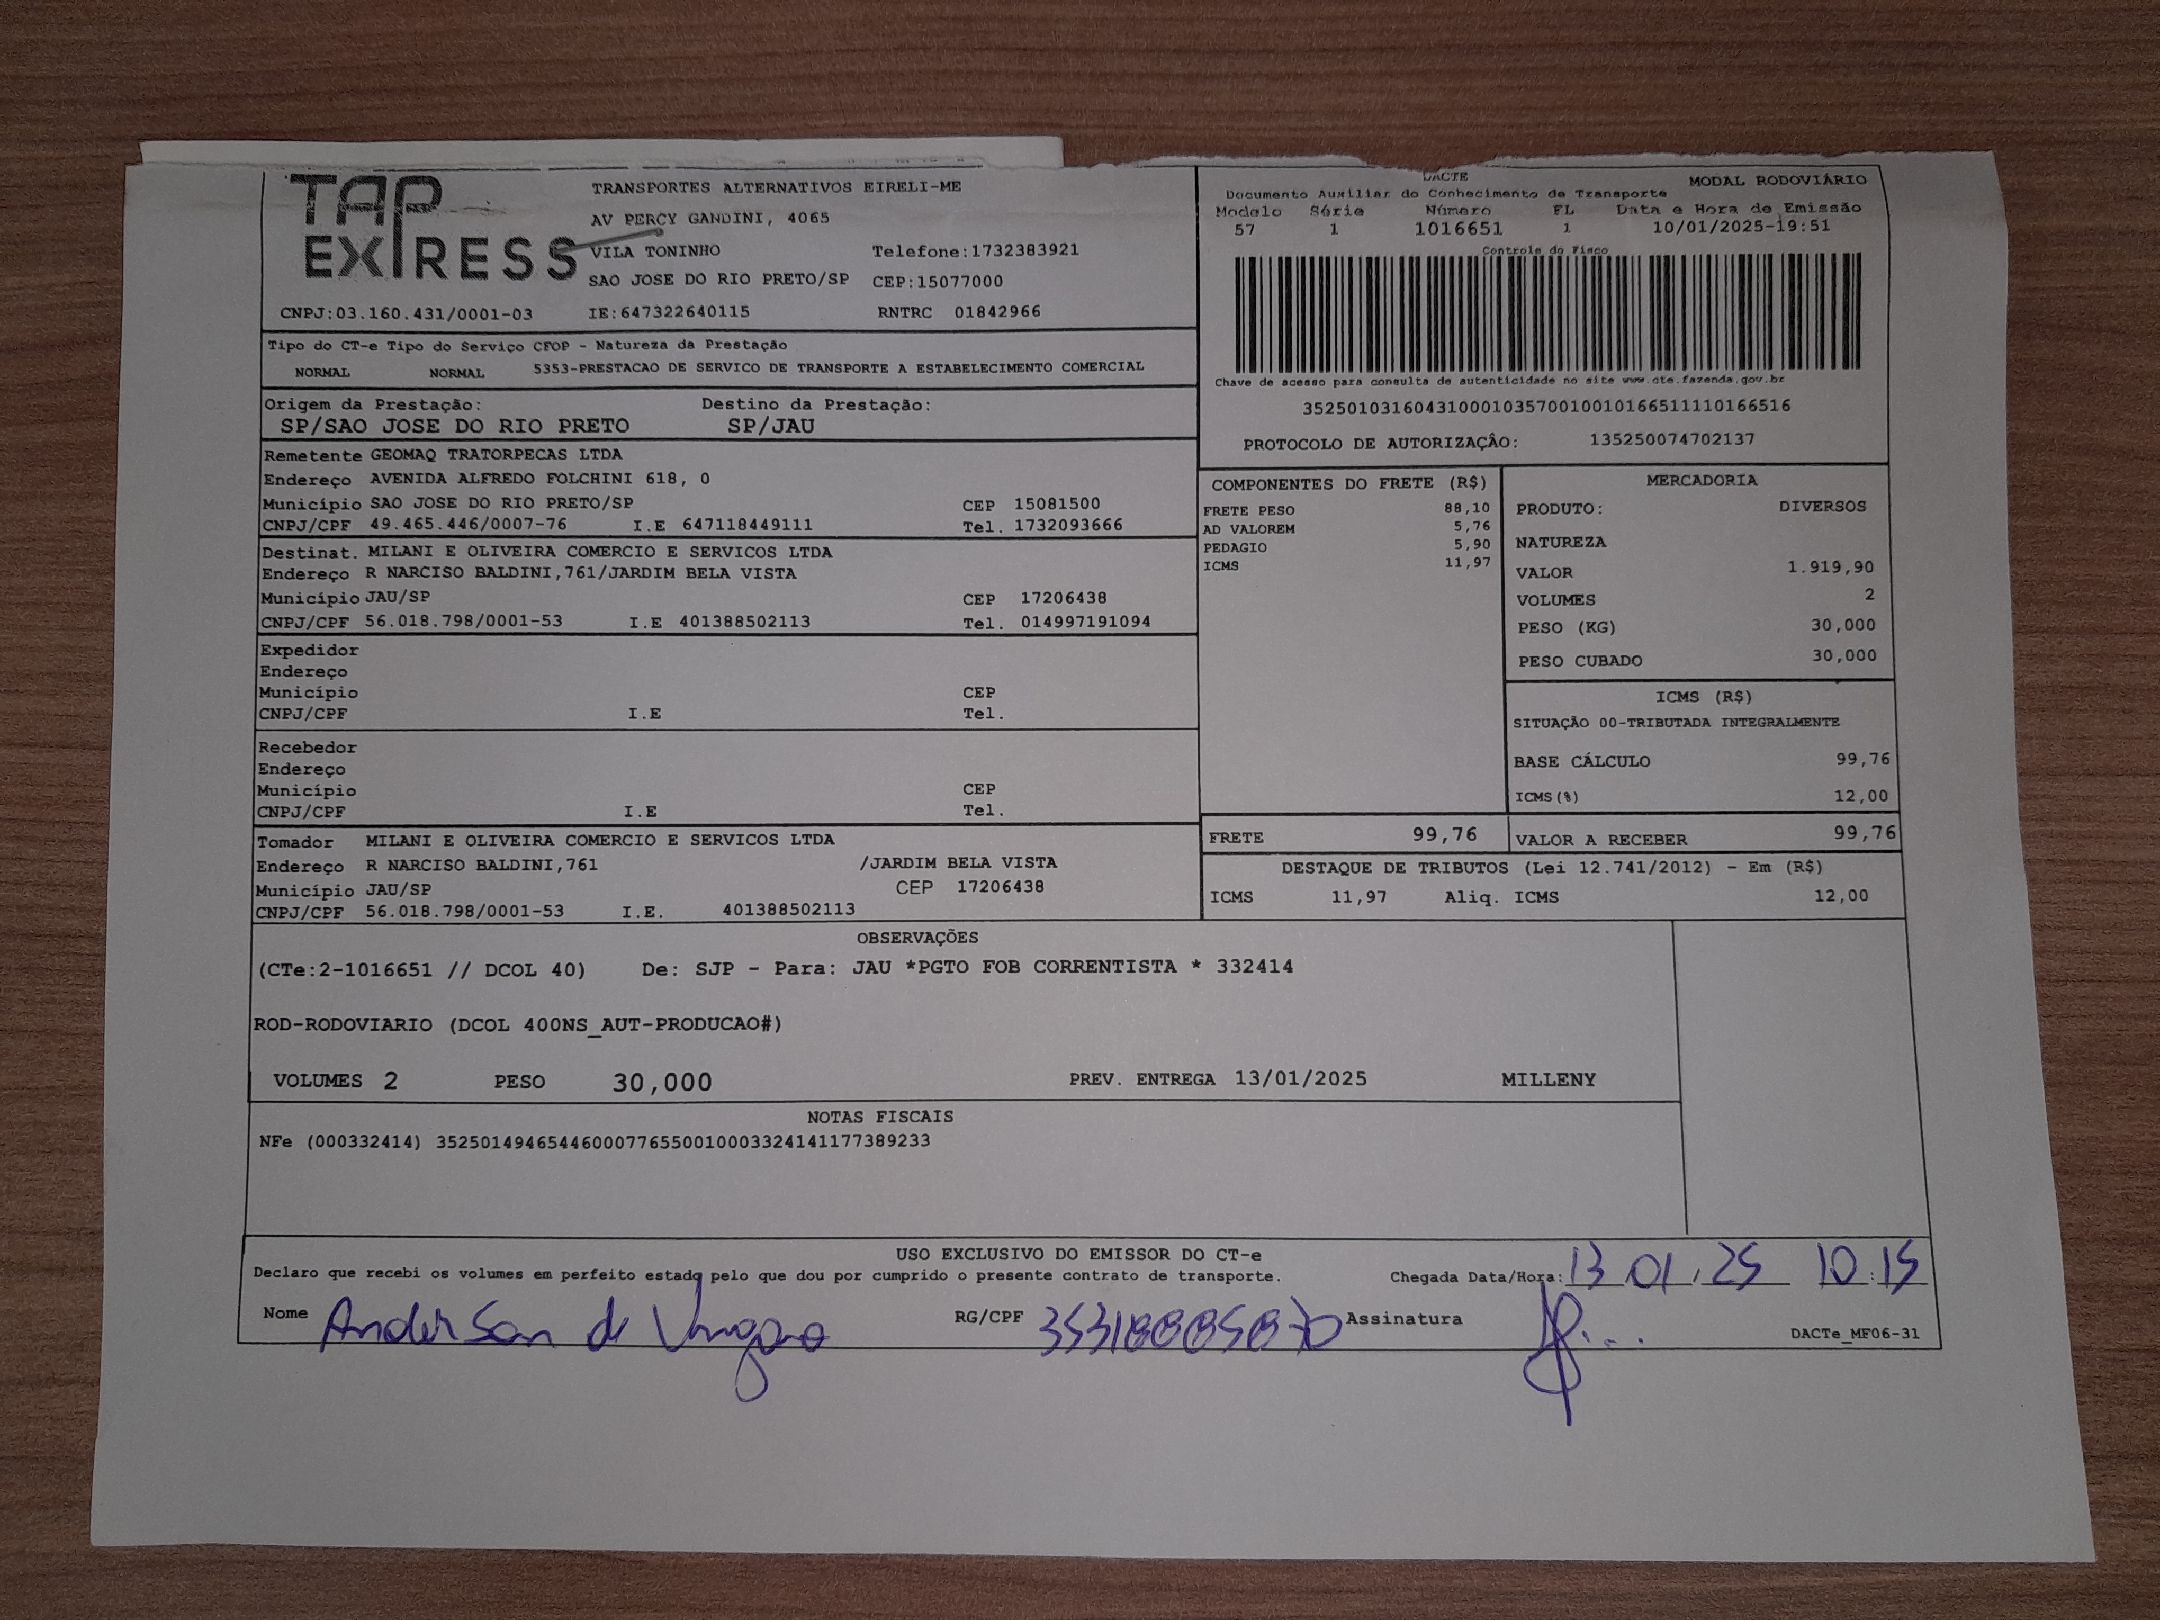 TAP EXPRESS
TRANSPORTES ALTERNATIVOS EIRELI-ME
AV PERCY GANDINI, 4065
VILA TONINHO Telefone:1732383921
SAO JOSE DO RIO PRETO/SP CEP:15077000
CNPJ:03.160.431/0001-03 IE:647322640115 RNTRC 01842966
DACTE MODAL RODOVIÁRIO
Documento Auxiliar do Conhecimento de Transporte
Modelo Série Número FL Data e Hora de Emissão
57 1 1016651 1 10/01/2025-19:51
Controle do Fisco
Chave de acesso para consulta de autenticidade no site www.cte.fazenda.gov.br
35250103160431000103570010010166511110166516
PROTOCOLO DE AUTORIZAÇÃO: 135250074702137
Tipo do CT-e Tipo do Serviço CFOP - Natureza da Prestação
NORMAL NORMAL 5353-PRESTACAO DE SERVICO DE TRANSPORTE A ESTABELECIMENTO COMERCIAL
Origem da Prestação: Destino da Prestação:
SP/SAO JOSE DO RIO PRETO SP/JAU
Remetente GEOMAQ TRATORPECAS LTDA
Endereço AVENIDA ALFREDO FOLCHINI 618, 0
Município SAO JOSE DO RIO PRETO/SP CEP 15081500
CNPJ/CPF 49.465.446/0007-76 I.E 647118449111 Tel. 1732093666
Destinat. MILANI E OLIVEIRA COMERCIO E SERVICOS LTDA
Endereço R NARCISO BALDINI,761/JARDIM BELA VISTA
Município JAU/SP CEP 17206438
CNPJ/CPF 56.018.798/0001-53 I.E 401388502113 Tel. 014997191094
Expedidor
Endereço
Município CEP
CNPJ/CPF I.E Tel.
Recebedor
Endereço
Município CEP
CNPJ/CPF I.E Tel.
Tomador MILANI E OLIVEIRA COMERCIO E SERVICOS LTDA
Endereço R NARCISO BALDINI,761 /JARDIM BELA VISTA
Município JAU/SP CEP 17206438
CNPJ/CPF 56.018.798/0001-53 I.E. 401388502113
COMPONENTES DO FRETE (R$)
FRETE PESO 88,10
AD VALOREM 5,76
PEDAGIO 5,90
ICMS 11,97
MERCADORIA
PRODUTO: DIVERSOS
NATUREZA
VALOR 1.919,90
VOLUMES 2
PESO (KG) 30,000
PESO CUBADO 30,000
ICMS (R$)
SITUAÇÃO 00-TRIBUTADA INTEGRALMENTE
BASE CÁLCULO 99,76
ICMS(%) 12,00
FRETE 99,76 VALOR A RECEBER 99,76
DESTAQUE DE TRIBUTOS (Lei 12.741/2012) - Em (R$)
ICMS 11,97 Aliq. ICMS 12,00
OBSERVAÇÕES
(CTe:2-1016651 // DCOL 40) De: SJP - Para: JAU *PGTO FOB CORRENTISTA * 332414
ROD-RODOVIARIO (DCOL 400NS_AUT-PRODUCAO#)
VOLUMES 2 PESO 30,000 PREV. ENTREGA 13/01/2025 MILLENY
NOTAS FISCAIS
NFe (000332414) 35250149465446000776550010003324141177389233
USO EXCLUSIVO DO EMISSOR DO CT-e
Declaro que recebi os volumes em perfeito estado pelo que dou por cumprido o presente contrato de transporte. Chegada Data/Hora: 13/01/25 10:15
Nome Anderson de RG/CPF Assinatura
DACTe_MF06-31